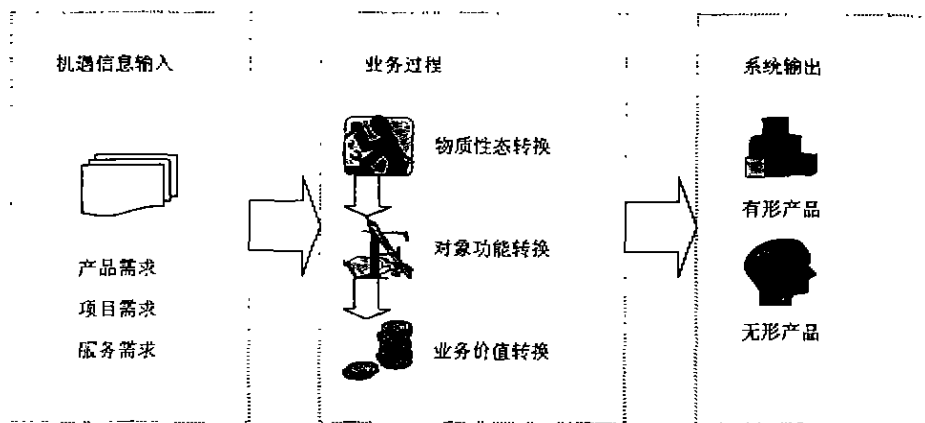 机遇信息输入
产品需求
项目需求
服务需求
业务过程
物质性态转换
对象功能转换
业务价值转换
系统输出
有形产品
无形产品